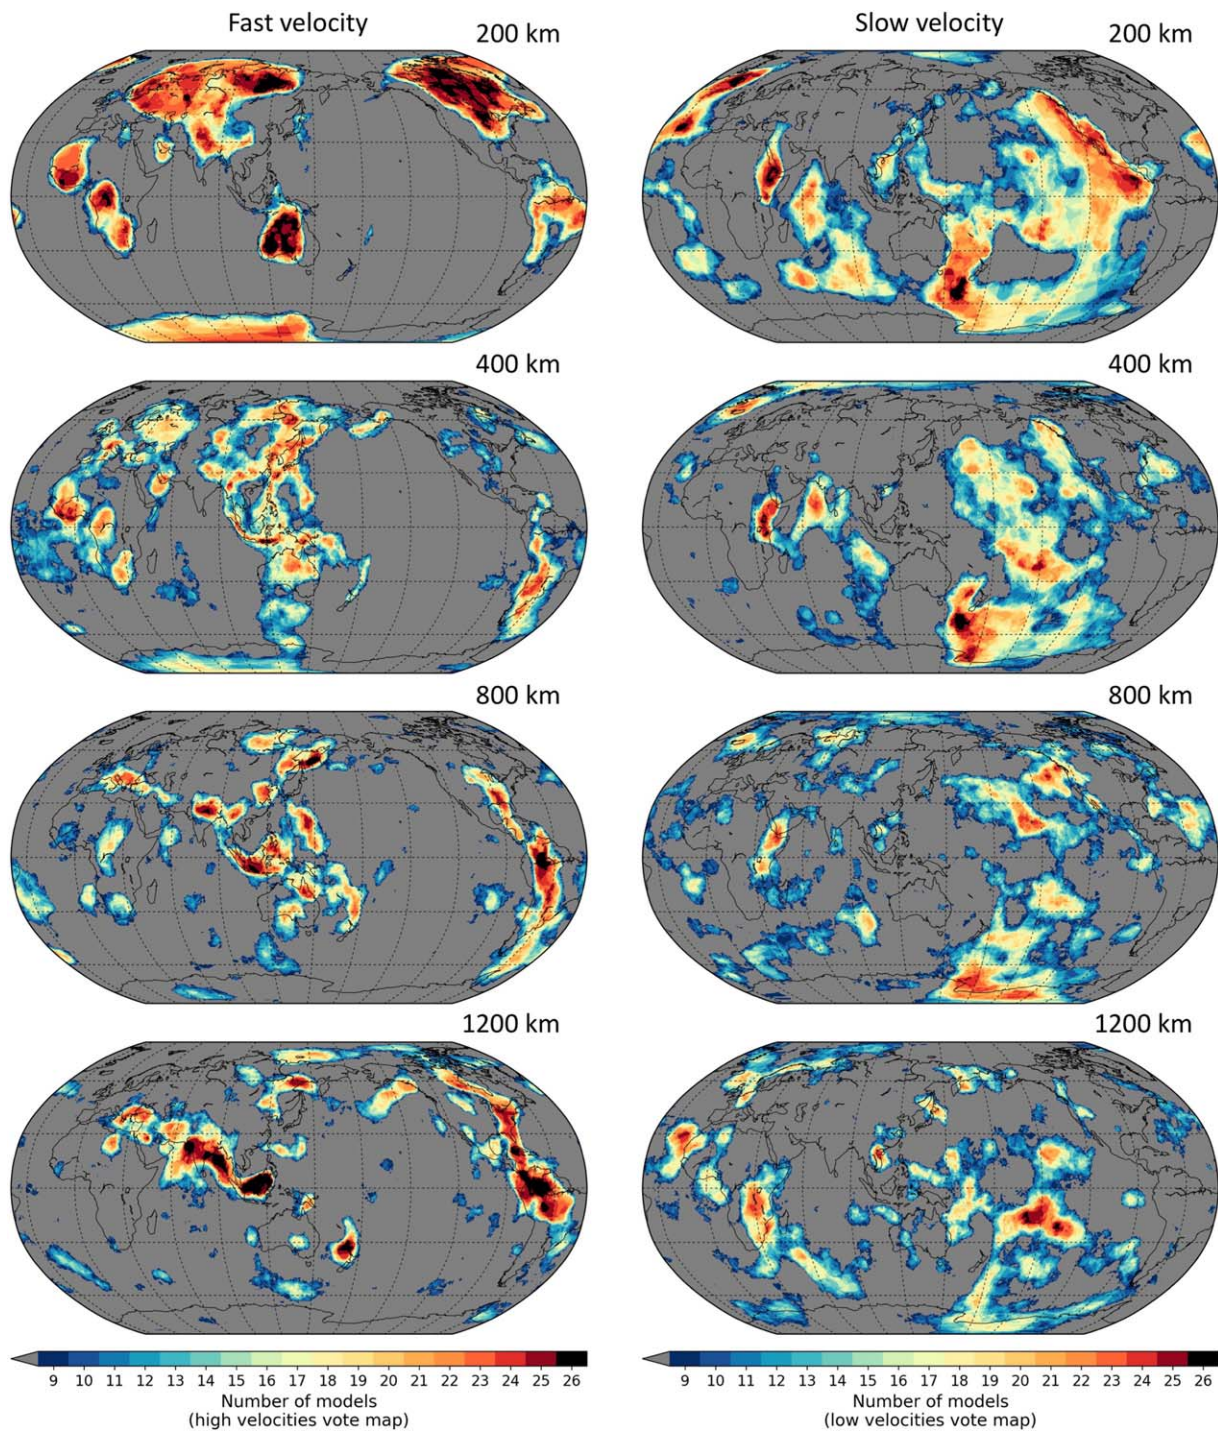 Fast velocity
Slow velocity
200 km
200 km
400 km
400 km
800 km
800 km
1200 km
1200 km
9 10 11 12 13 14 15 16 17 18 19 20 21 22 23 24 25 26
Number of models
(high velocities vote map)
9 10 11 12 13 14 15 16 17 18 19 20 21 22 23 24 25 26
Number of models
(low velocities vote map)